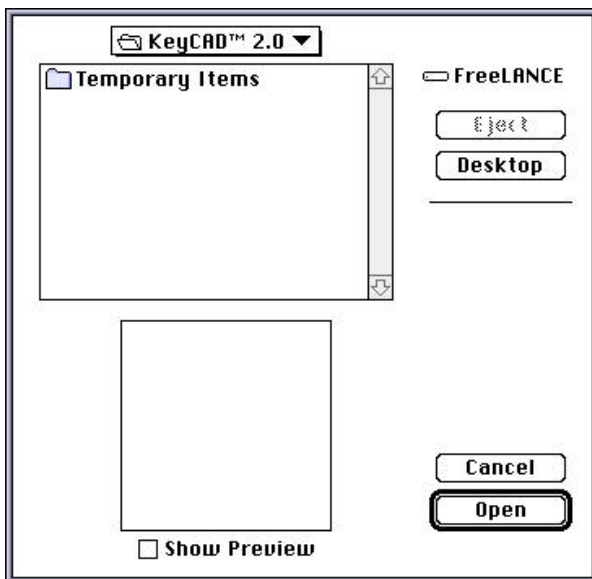 KeyCAD™ 2.0
Temporary Items
FreeLANCE
Eject
Desktop
Cancel
Open
Show Preview